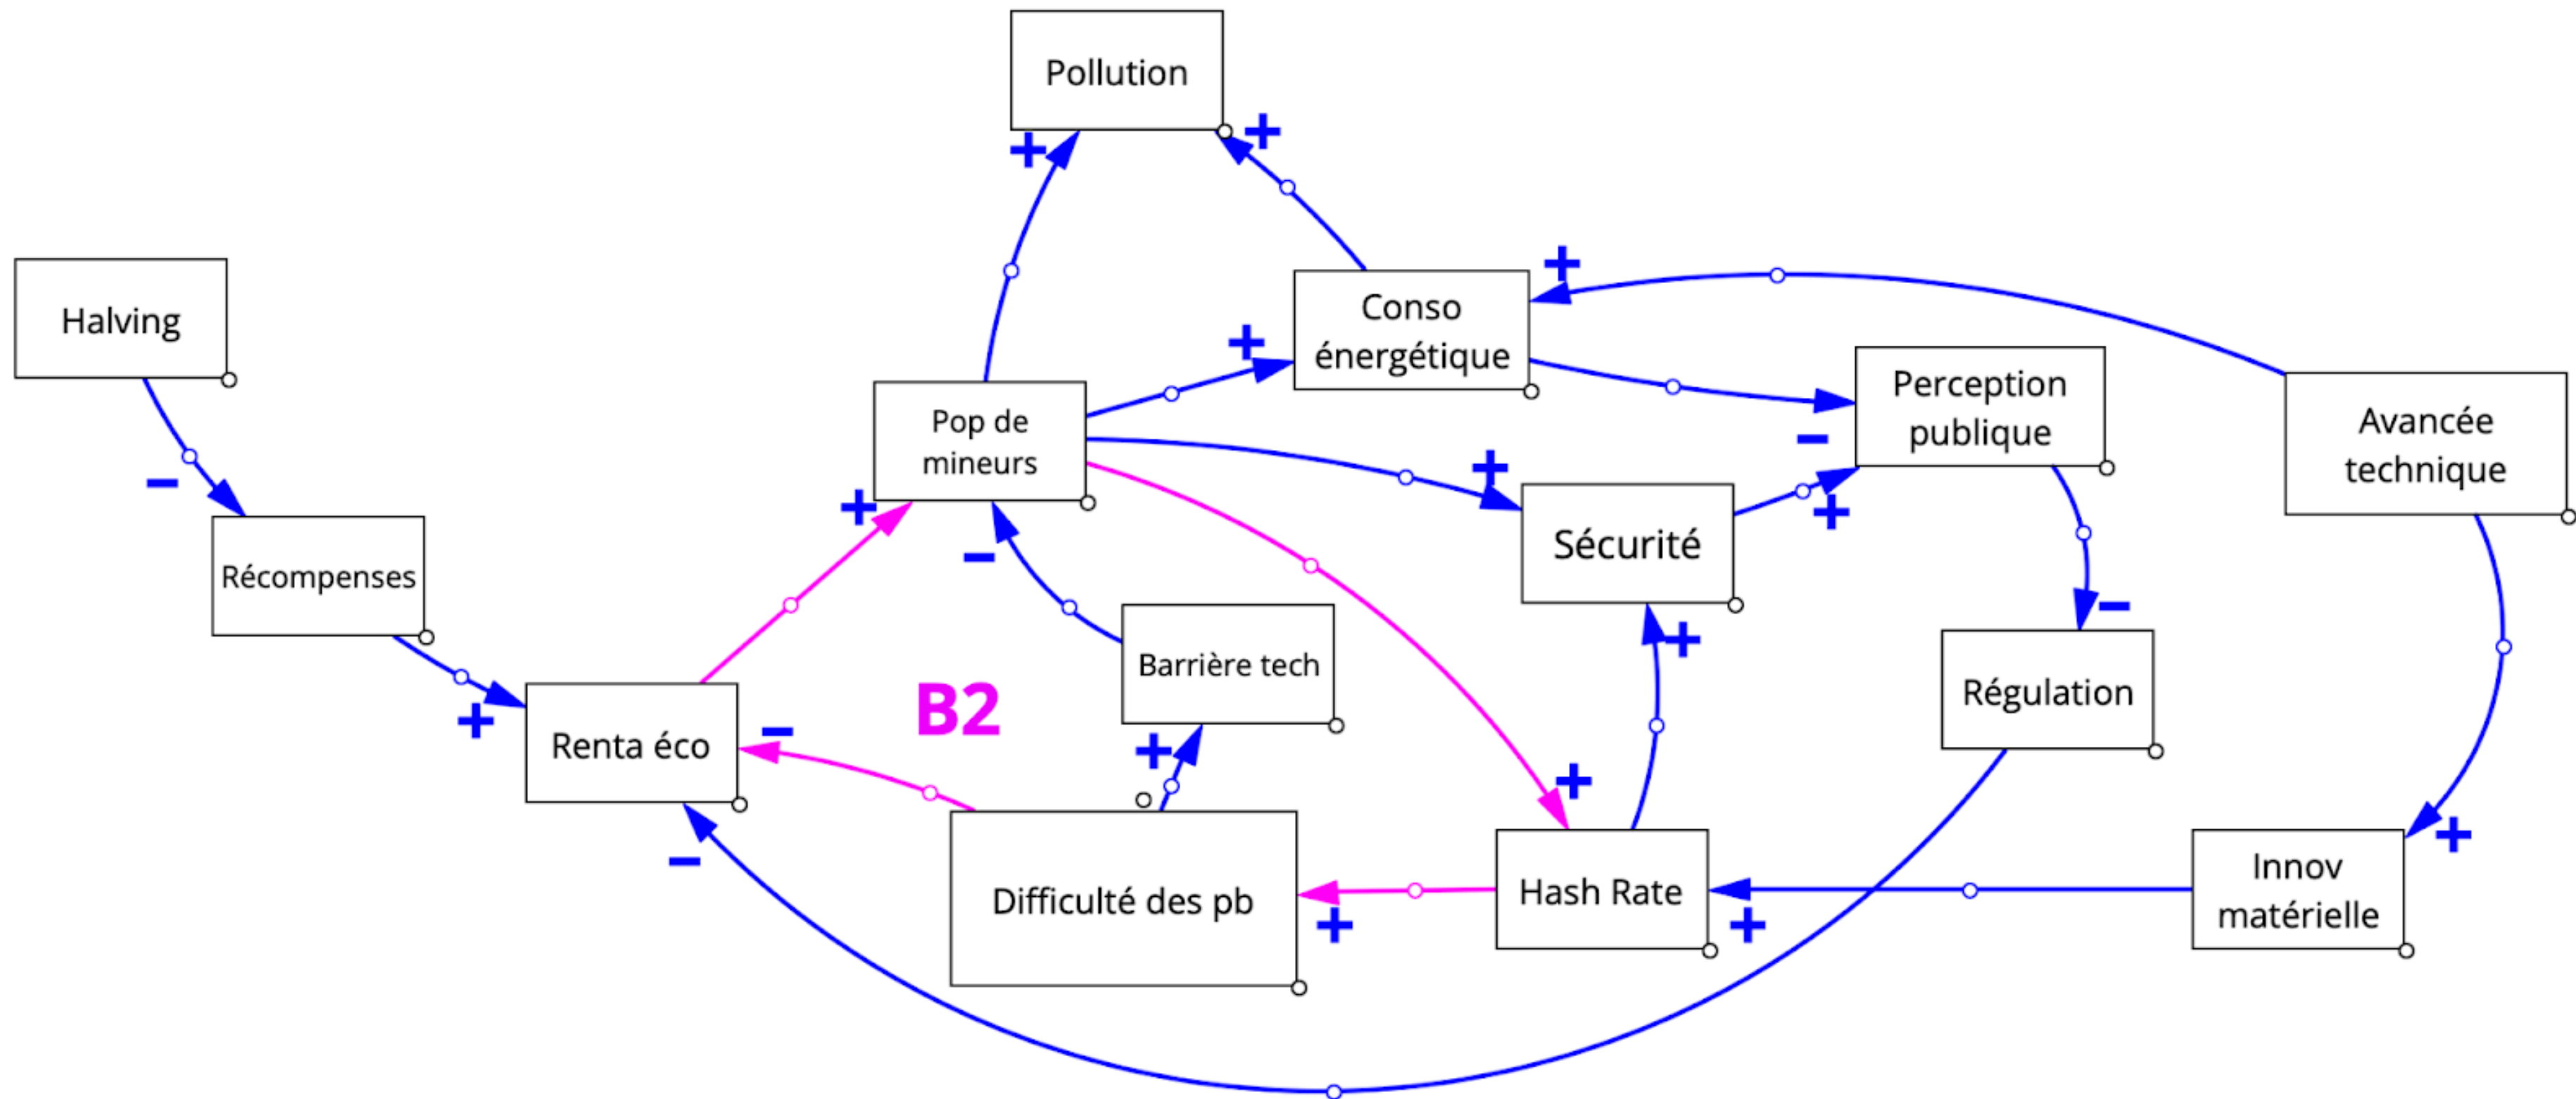 Pollution
+
+
Halving
Conso
énergétique
+
+
Perception
publique
Avancée
technique
Pop de
mineurs
−
+
+
−
Récompenses
+
−
Sécurité
+
−
Barrière tech
+
Régulation
+
Renta éco
−
B2
+
+
−
Difficulté des pb
+
Hash Rate
+
Innov
matérielle
+